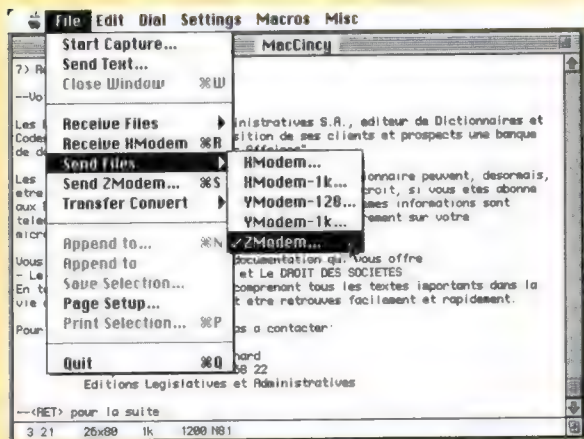 File Edit Dial Settings Macros Misc
MacCincy
Start Capture...
Send Text...
Close Window ⌘W
Receive Files
Receive XModem ⌘R
Send Files
Send ZModem... ⌘S
Transfer Convert
Append to... ⌘N
Append to
Save Selection...
Page Setup...
Print Selection... ⌘P
Quit ⌘Q
XModem...
XModem-1k...
YModem-128...
YModem-1k...
✓ZModem...
7) R
--Vo
Les inistratives S.A., editeur de Dictionnaires et
Code sition de ses clients et prospects une banque
de d
Les ionnaire peuvent, desormais,
etre croit, si vous etes abonne
aux mes informations sont
tele rement sur votre
micr
Vous documentation qui vous offre
- Le et Le DROIT DES SOCIETES
En t comprenant tous les textes importants dans la
vie etre retrouves facilement et rapidement.
Pour as a contacter
hard
68 22
Editions Legislatives et Administratives
--<RET> pour la suite
3 21 26x80 1k 1200 N81